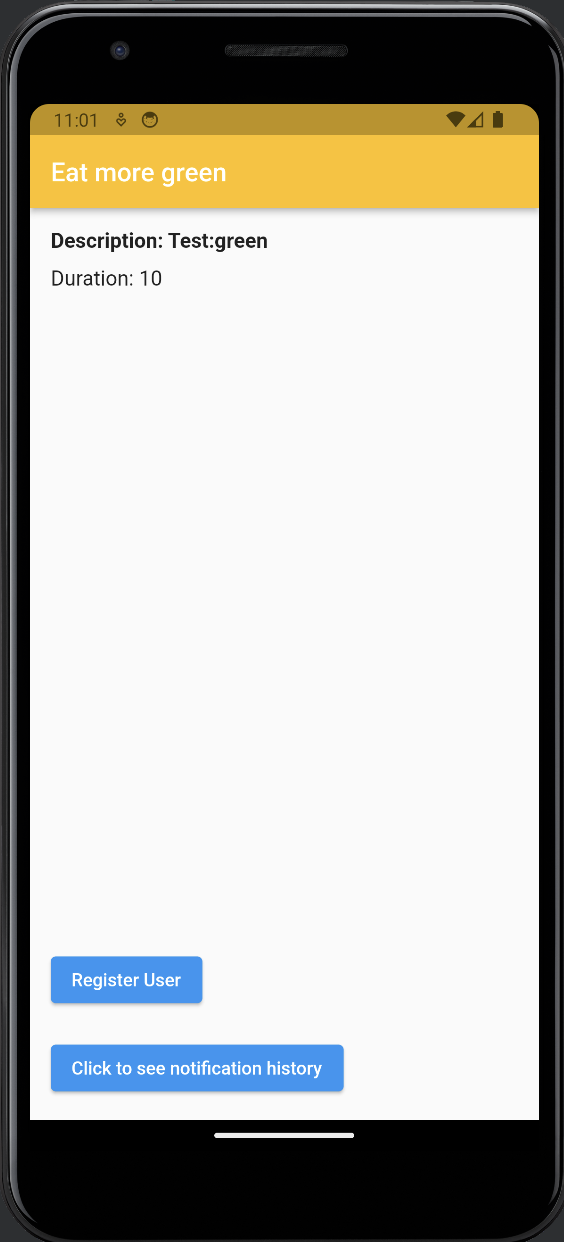 11:01
Eat more green
Description: Test:green
Duration: 10
Register User
Click to see notification history